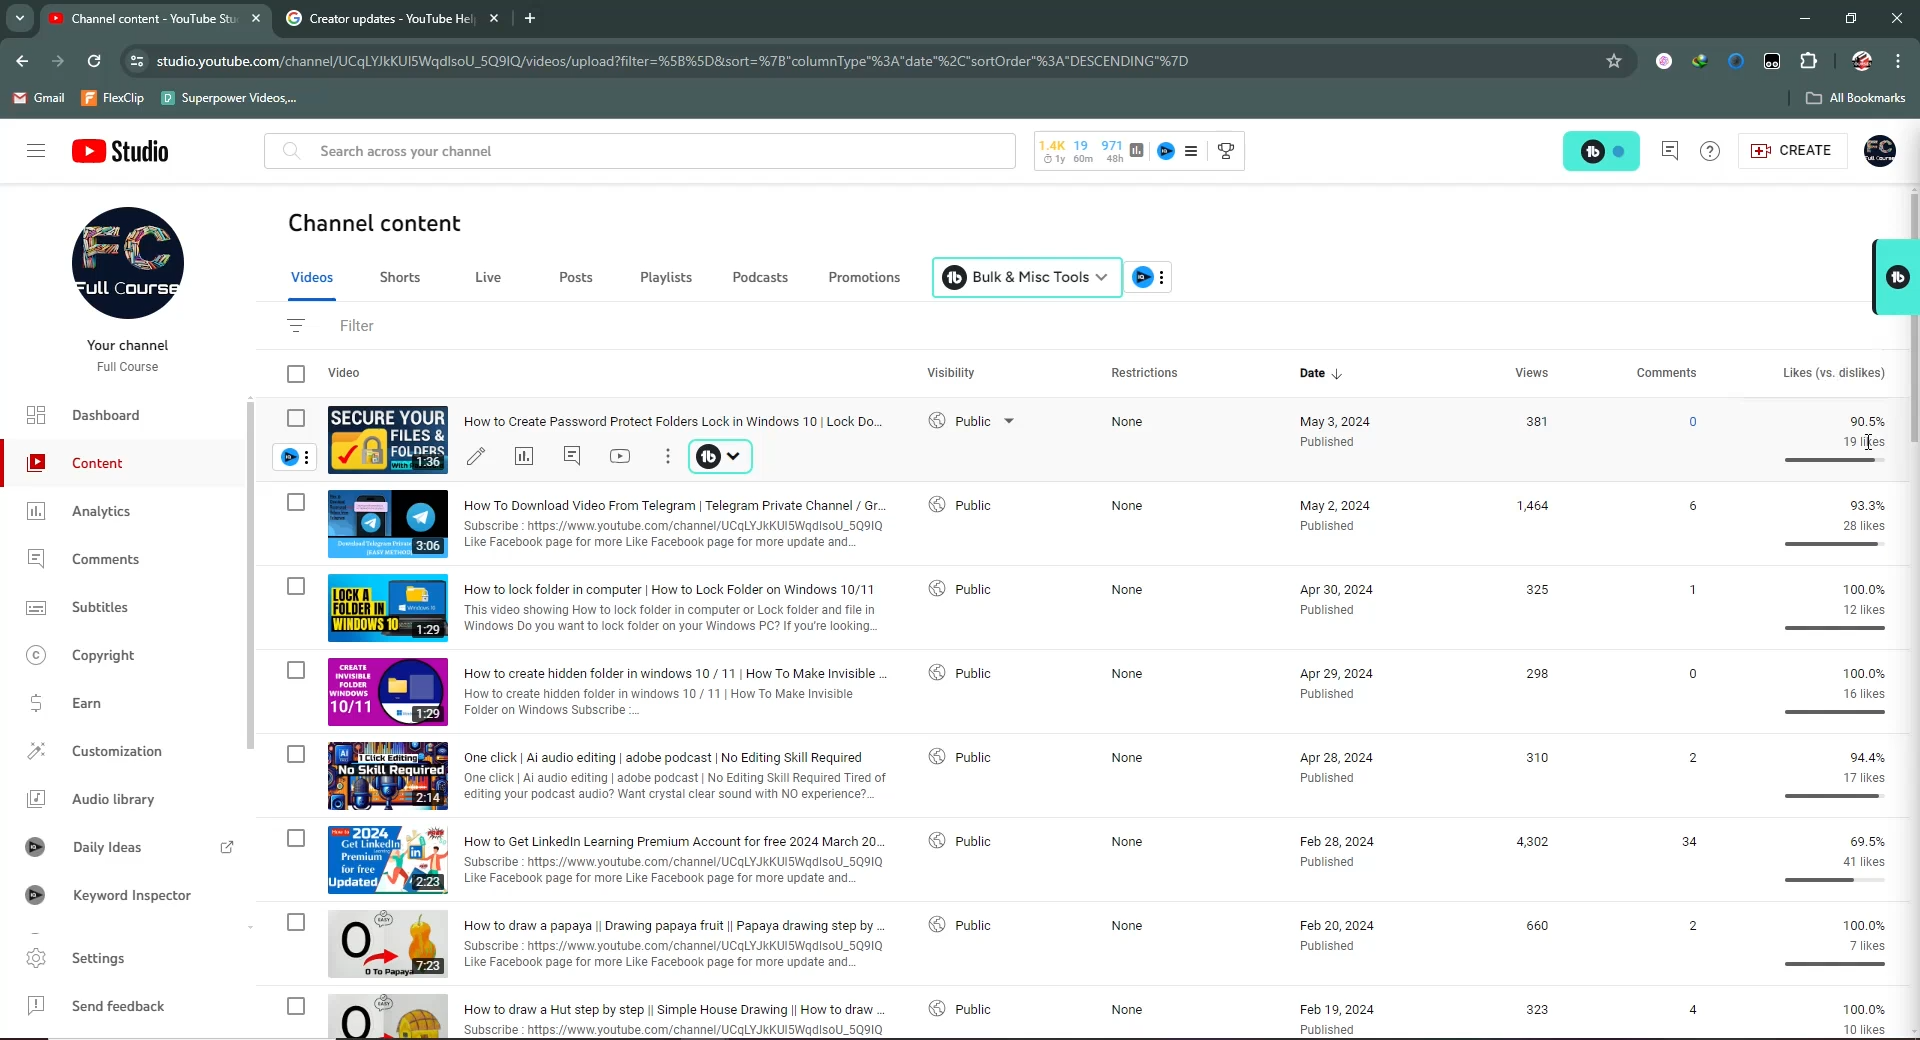 Channel content - YouTube Stu
Creator updates - YouTube Hel
studio.youtube.com/channel/UCqLYJkKUI5WqdIsoU_5Q9IQ/videos/upload?filter=%5B%5D&sort=%7B"columnType"%3A"date"%2C"sortOrder"%3A"DESCENDING"%7D
Gmail
FlexClip
Superpower Videos,...
All Bookmarks
Studio
Search across your channel
1.4K 19 971
1y 60m 48h
CREATE
FC
Full Course
Channel content
Videos
Shorts
Live
Posts
Playlists
Podcasts
Promotions
Bulk & Misc Tools
Filter
FC
Full Course
Your channel
Full Course
Dashboard
Content
Analytics
Comments
Subtitles
Copyright
Earn
Customization
Audio library
Daily Ideas
Keyword Inspector
Settings
Send feedback
Video
Visibility
Restrictions
Date
Views
Comments
Likes (vs. dislikes)
SECURE YOUR
FILES &
FOLDERS
1:36
How to Create Password Protect Folders Lock in Windows 10 | Lock Do...
Public
None
May 3, 2024
Published
381
0
90.5%
19 likes
3:06
How To Download Video From Telegram | Telegram Private Channel / Gr...
Subscribe : https://www.youtube.com/channel/UCqLYJkKUI5WqdIsoU_5Q9IQ
Like Facebook page for more Like Facebook page for more update and...
Public
None
May 2, 2024
Published
1,464
6
93.3%
28 likes
LOCK A
FOLDER IN
WINDOWS 10
1:29
How to lock folder in computer | How to Lock Folder on Windows 10/11
This video showing How to lock folder in computer or Lock folder and file in
Windows Do you want to lock folder on your Windows PC? If you're looking...
Public
None
Apr 30, 2024
Published
325
1
100.0%
12 likes
CREATE
INVISIBLE
FOLDER
WINDOWS
10/11
1:29
How to create hidden folder in windows 10 / 11 | How To Make Invisible ...
How to create hidden folder in windows 10 / 11 | How To Make Invisible
Folder on Windows Subscribe :...
Public
None
Apr 29, 2024
Published
298
0
100.0%
16 likes
1 Click Editing
No Skill Required
2:14
One click | Ai audio editing | adobe podcast | No Editing Skill Required
One click | Ai audio editing | adobe podcast | No Editing Skill Required Tired of
editing your podcast audio? Want crystal clear sound with NO experience?...
Public
None
Apr 28, 2024
Published
310
2
94.4%
17 likes
How to
2024
Get LinkedIn
Premium
for free
Updated
2:23
How to Get LinkedIn Learning Premium Account for free 2024 March 20...
Subscribe : https://www.youtube.com/channel/UCqLYJkKUI5WqdIsoU_5Q9IQ
Like Facebook page for more Like Facebook page for more update and...
Public
None
Feb 28, 2024
Published
4,302
34
69.5%
41 likes
EASY
0
0 To Papaya
7:23
How to draw a papaya || Drawing papaya fruit || Papaya drawing step by ...
Subscribe : https://www.youtube.com/channel/UCqLYJkKUI5WqdIsoU_5Q9IQ
Like Facebook page for more Like Facebook page for more update and...
Public
None
Feb 20, 2024
Published
660
2
100.0%
7 likes
EASY
0
How to draw a Hut step by step || Simple House Drawing || How to draw ...
Subscribe : https://www.youtube.com/channel/UCqLYJkKUI5WqdIsoU_5Q9IQ
Public
None
Feb 19, 2024
Published
323
4
100.0%
10 likes